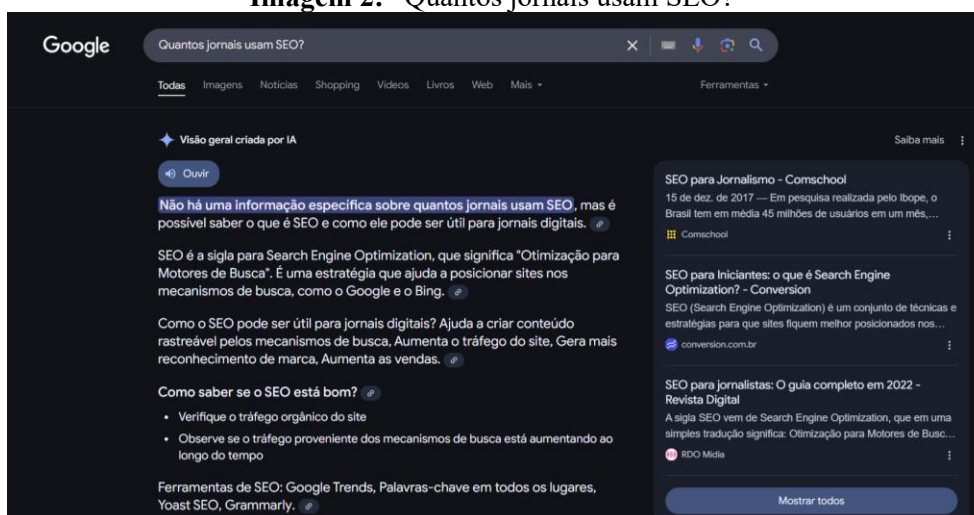 Imagem 2: "Quantos jornais usam SEO?"
Google
Quantos jornais usam SEO?
Todas Imagens Notícias Shopping Vídeos Livros Web Mais
Ferramentas
Visão geral criada por IA
Saiba mais
Ouvir
Não há uma informação específica sobre quantos jornais usam SEO, mas é
possível saber o que é SEO e como ele pode ser útil para jornais digitais.
SEO é a sigla para Search Engine Optimization, que significa "Otimização para
Motores de Busca". É uma estratégia que ajuda a posicionar sites nos
mecanismos de busca, como o Google e o Bing.
Como o SEO pode ser útil para jornais digitais? Ajuda a criar conteúdo
rastreável pelos mecanismos de busca, Aumenta o tráfego do site, Gera mais
reconhecimento de marca, Aumenta as vendas.
Como saber se o SEO está bom?
• Verifique o tráfego orgânico do site
• Observe se o tráfego proveniente dos mecanismos de busca está aumentando ao
longo do tempo
Ferramentas de SEO: Google Trends, Palavras-chave em todos os lugares,
Yoast SEO, Grammarly.
SEO para Jornalismo - Comschool
15 de dez. de 2017 — Em pesquisa realizada pelo Ibope, o
Brasil tem em média 45 milhões de usuários em um mês,...
Comschool
SEO para Iniciantes: o que é Search Engine
Optimization? - Conversion
SEO (Search Engine Optimization) é um conjunto de técnicas e
estratégias para que sites fiquem melhor posicionados nos...
conversion.com.br
SEO para jornalistas: O guia completo em 2022 -
Revista Digital
A sigla SEO vem de Search Engine Optimization, que em uma
simples tradução significa: Otimização para Motores de Busc...
RDO Mídia
Mostrar todos